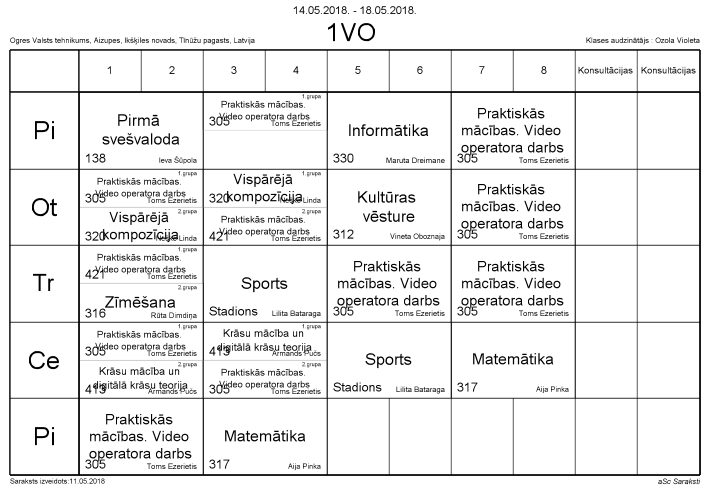 14.05.2018. - 18.05.2018.
Ogres Valsts tehnikums, Aizupes, Ikšķiles novads, Tīnūžu pagasts, Latvija
1VO
Klases audzinātājs : Ozola Violeta
1 2 3 4 5 6 7 8 Konsultācijas Konsultācijas
Pi
Pirmā
svešvaloda
138 Ieva Šūpola
1.grupa
Praktiskās mācības.
Video operatora darbs
305 Toms Ezerietis
Informātika
330 Maruta Dreimane
Praktiskās
mācības. Video
operatora darbs
305 Toms Ezerietis
Ot
1.grupa
Praktiskās mācības.
Video operatora darbs
305 Toms Ezerietis
2.grupa
Vispārējā
kompozīcija
320 Linda
1.grupa
Vispārējā
kompozīcija
320 Linda
2.grupa
Praktiskās mācības.
Video operatora darbs
421 Toms Ezerietis
Kultūras
vēsture
312 Vineta Oboznaja
Praktiskās
mācības. Video
operatora darbs
305 Toms Ezerietis
Tr
1.grupa
Praktiskās mācības.
Video operatora darbs
421 Toms Ezerietis
2.grupa
Zīmēšana
316 Rūta Dimdiņa
Sports
Stadions Lilita Bataraga
Praktiskās
mācības. Video
operatora darbs
305 Toms Ezerietis
Praktiskās
mācības. Video
operatora darbs
305 Toms Ezerietis
Ce
1.grupa
Praktiskās mācības.
Video operatora darbs
305 Toms Ezerietis
2.grupa
Krāsu mācība un
digitālā krāsu teorija
413 Armands Pučs
1.grupa
Krāsu mācība un
digitālā krāsu teorija
413 Armands Pučs
2.grupa
Praktiskās mācības.
Video operatora darbs
305 Toms Ezerietis
Sports
Stadions Lilita Bataraga
Matemātika
317 Aija Pinka
Pi
Praktiskās
mācības. Video
operatora darbs
305 Toms Ezerietis
Matemātika
317 Aija Pinka
Saraksts izveidots:11.05.2018
aSc Saraksti